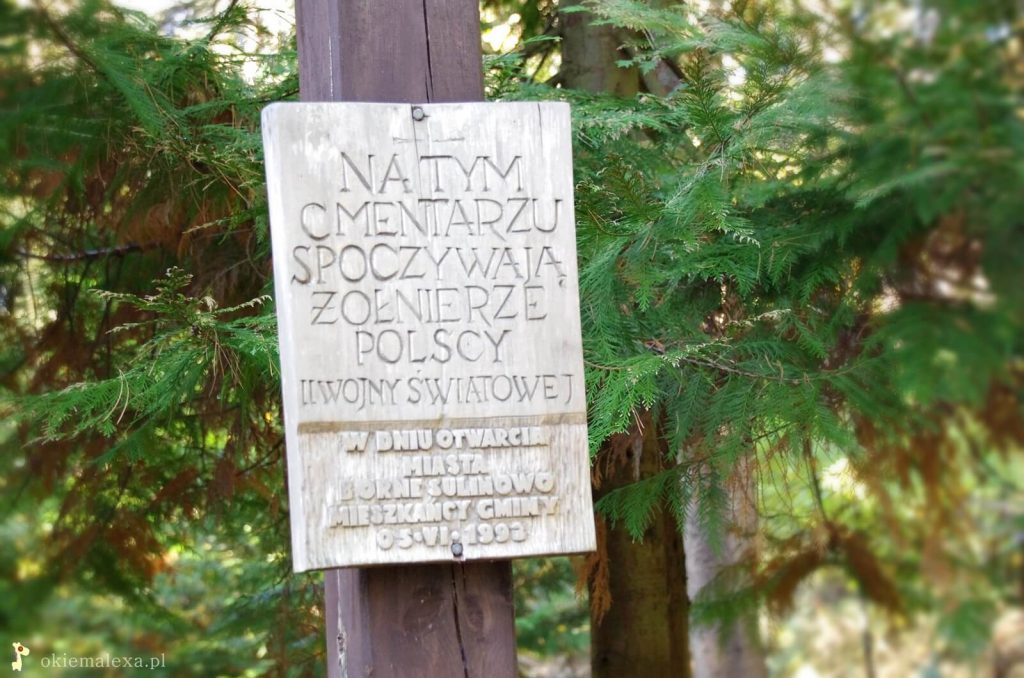 NA TYM
CMENTARZU
SPOCZYWAJĄ
ŻOŁNIERZE
POLSCY
II WOJNY ŚWIATOWEJ
W DNIU OTWARCIA
MIASTA
BORNE SULINOWO
MIESZKAŃCY GMINY
05•VI•1993
okiemalexa.pl